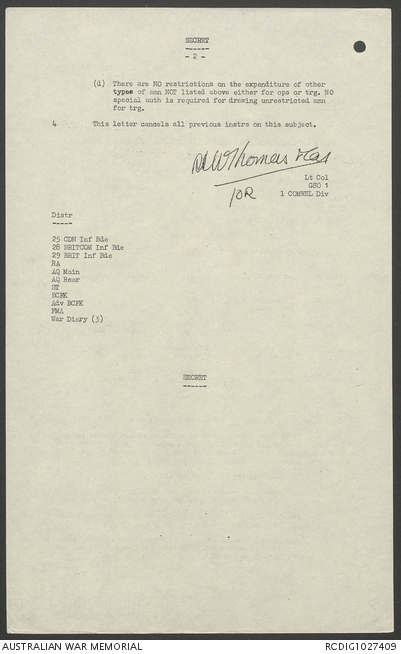 SECRET
- 2 -
(d) There are NO restrictions on the expenditure of other
types of amn NOT listed above either for ops or trg. NO
special auth is required for drawing unrestricted amn
for trg.
4 This letter cancels all previous instrs on this subject.
Thomas
Lt Col
GSO 1
1 COMWEL Div
Distr
25 CDN Inf Bde
28 BRITCOM Inf Bde
29 BRIT Inf Bde
RA
AQ Main
AQ Rear
ST
BCFK
Adv BCFK
FMA
War Diary (3)
SECRET
AUSTRALIAN WAR MEMORIAL
RCDIG1027409